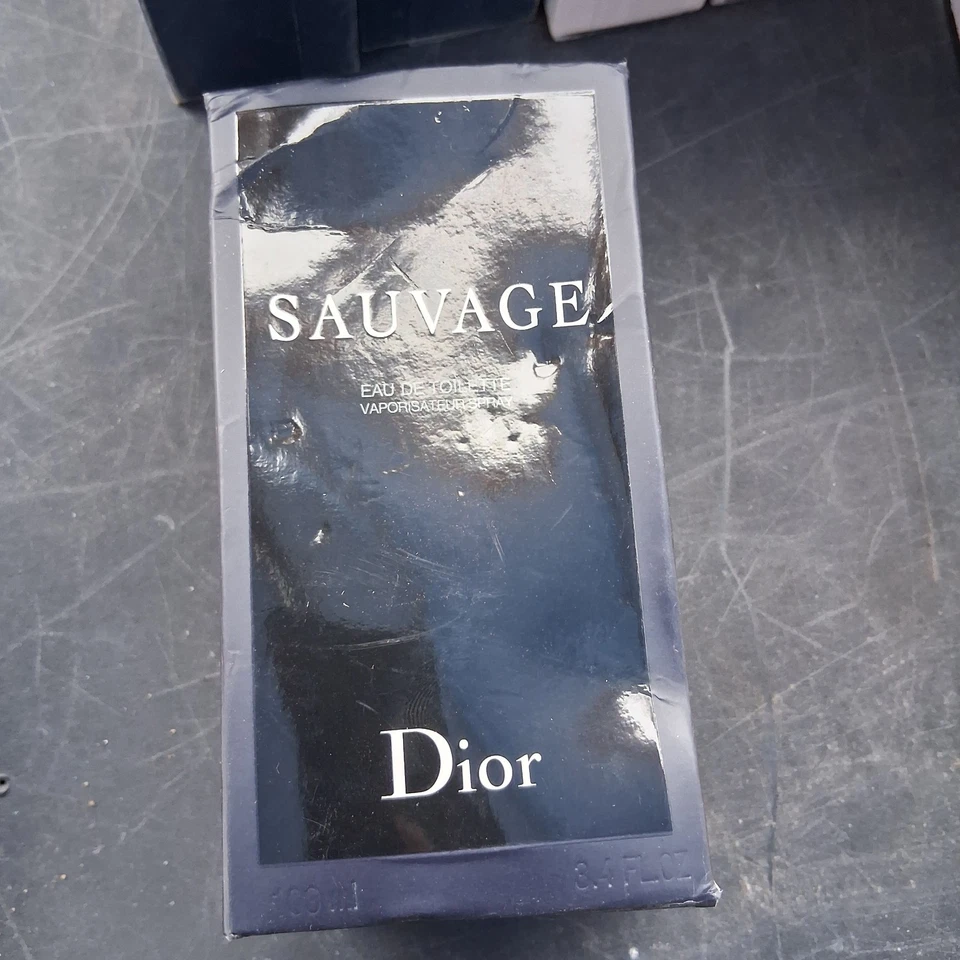 SAUVAGE
EAU DE TOILETTE
VAPORISATEUR SPRAY
Dior
100 ml
3.4 FL.OZ